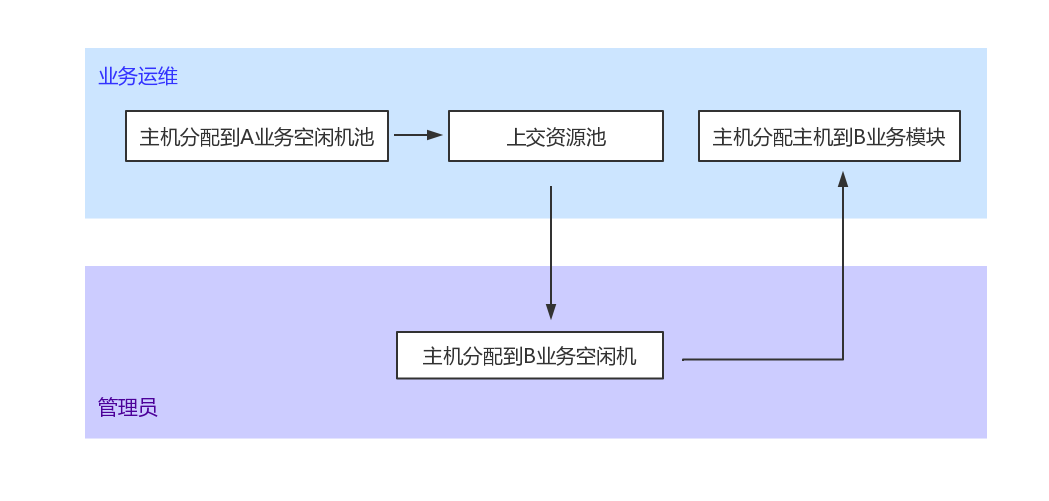 业务运维
主机分配到A业务空闲机池
上交资源池
主机分配主机到B业务模块
主机分配到B业务空闲机
管理员